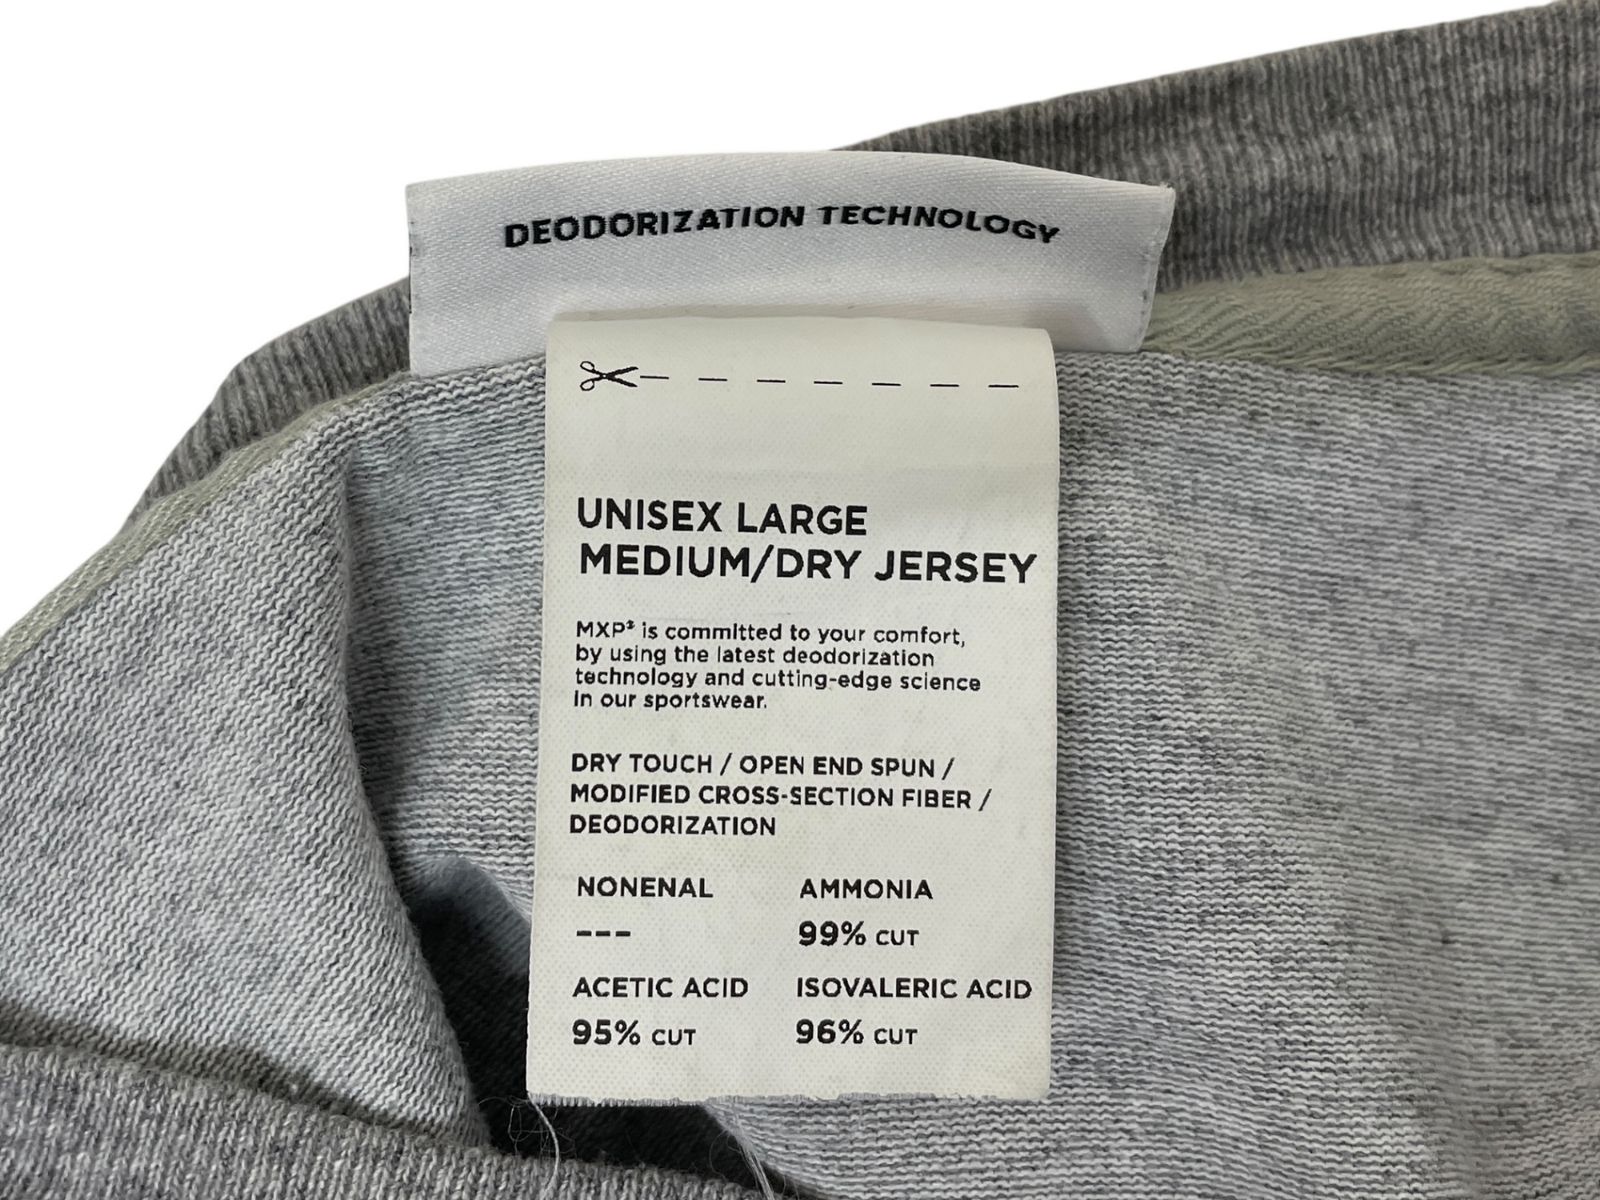 DEODORIZATION TECHNOLOGY
UNISEX LARGE
MEDIUM/DRY JERSEY
MXP² is committed to your comfort,
by using the latest deodorization
technology and cutting-edge science
in our sportswear.
DRY TOUCH / OPEN END SPUN /
MODIFIED CROSS-SECTION FIBER /
DEODORIZATION
NONENAL AMMONIA
--- 99% CUT
ACETIC ACID ISOVALERIC ACID
95% CUT 96% CUT